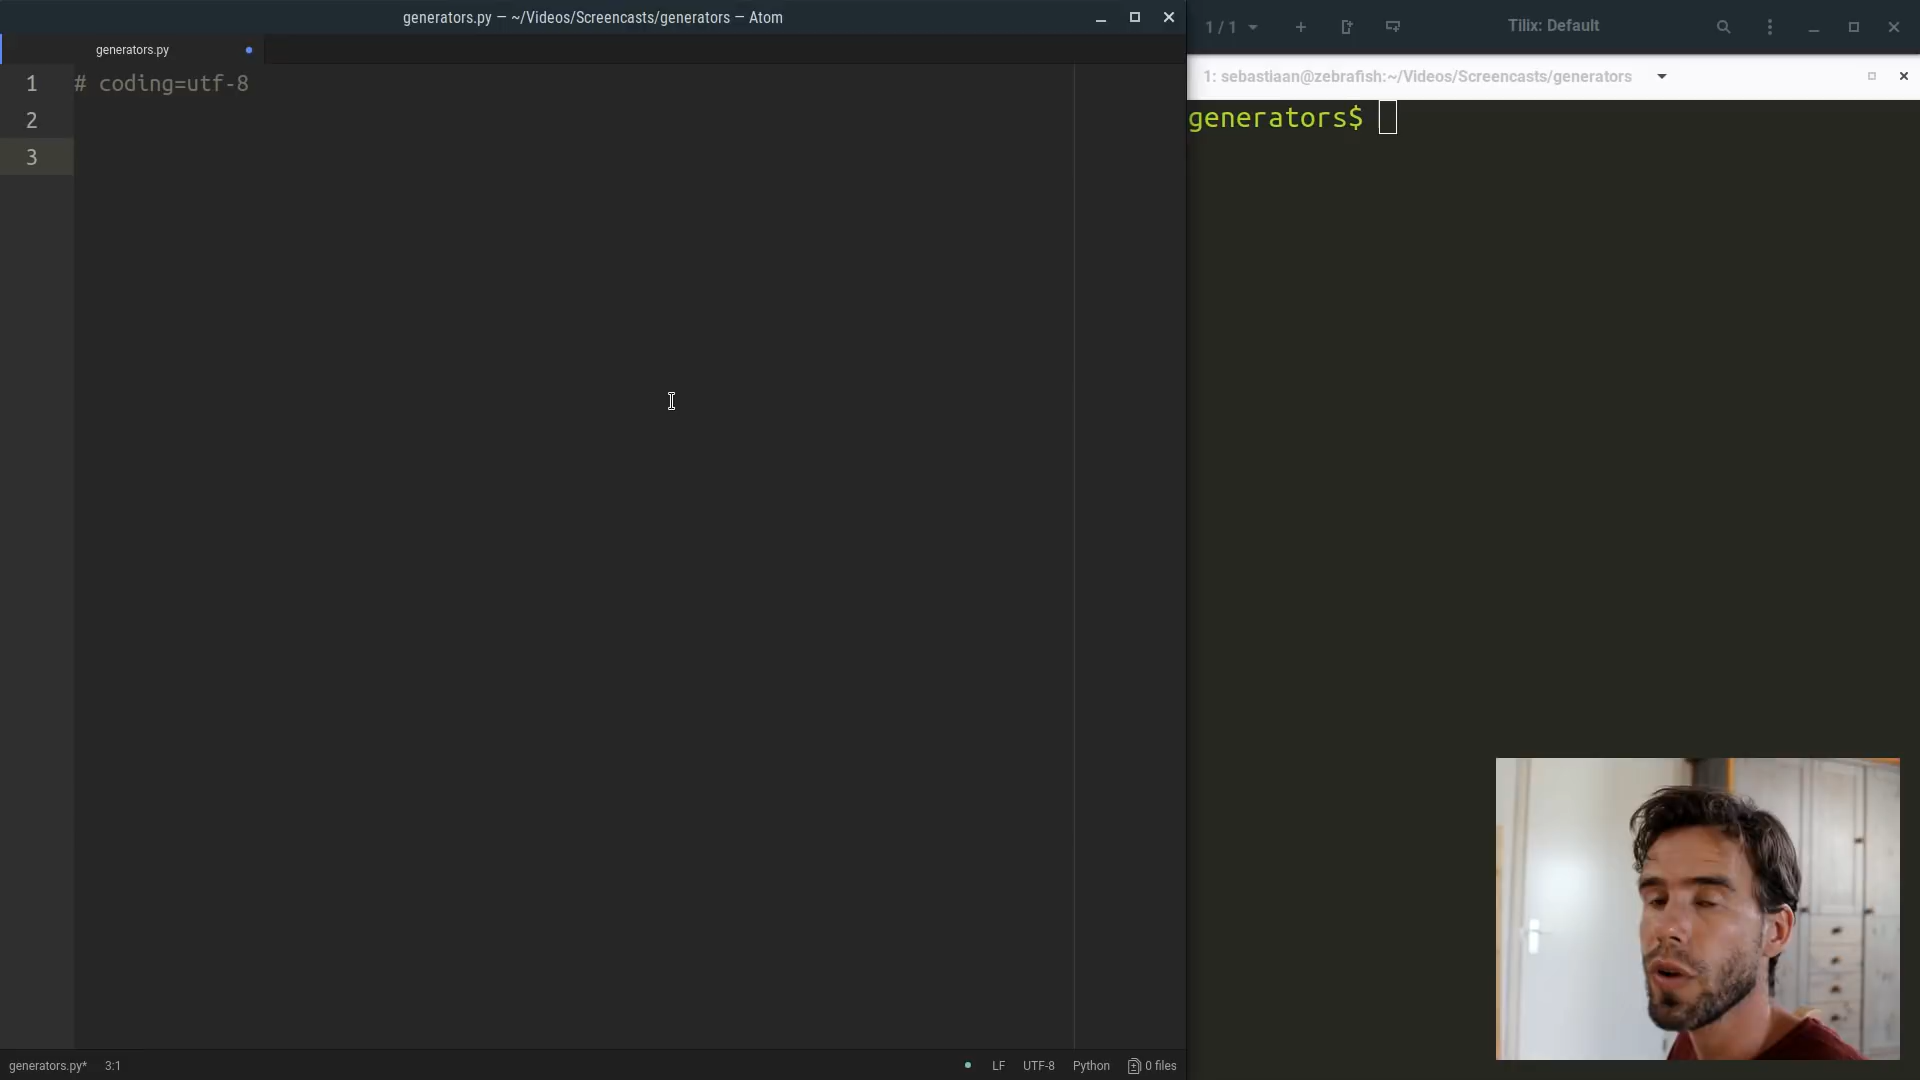 generators.py — ~/Videos/Screencasts/generators — Atom
generators.py
1 # coding=utf-8
2
3
generators.py* 3:1 LF UTF-8 Python 0 files
1 / 1 Tilix: Default
1: sebastiaan@zebrafish:~/Videos/Screencasts/generators
generators$